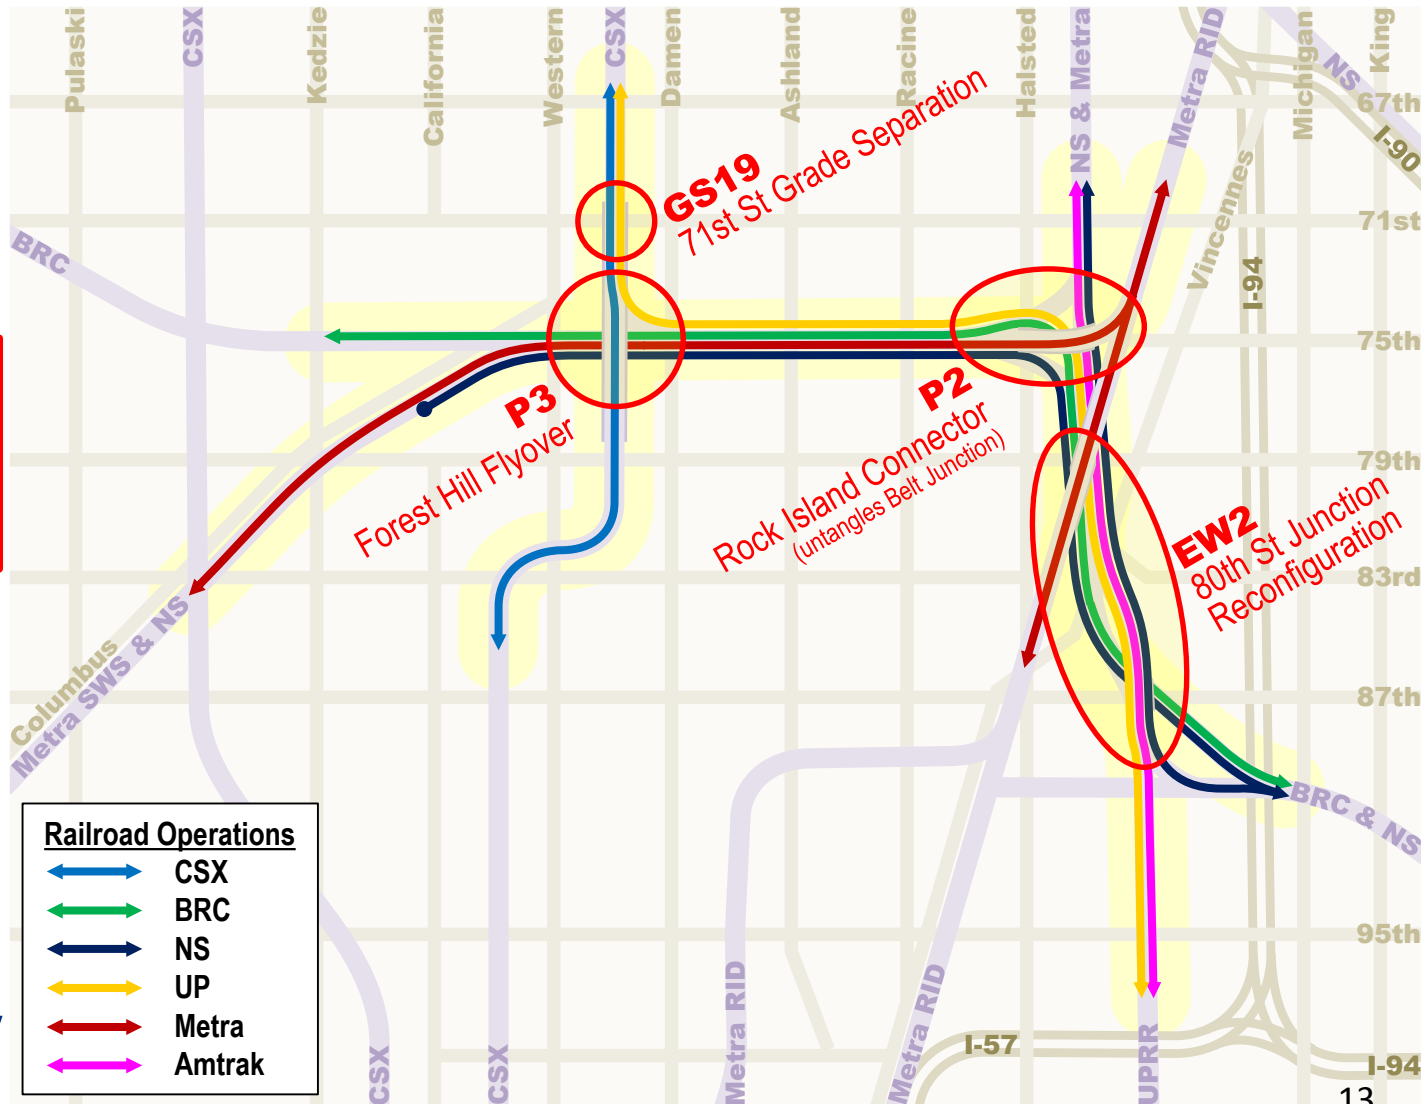 Pulaski
CSX
Kedzie
California
Western
CSX
Damen
Ashland
Racine
Halsted
NS & Metra
Metra RID
NS
Michigan
King
67th
I-90
GS19
71st St Grade Separation
Vincennes
71st
BRC
I-94
75th
P3
Forest Hill Flyover
P2
Rock Island Connector
(untangles Belt Junction)
79th
EW2
80th St Junction
Reconfiguration
83rd
Columbus
Metra SWS & NS
87th
BRC & NS
Railroad Operations
CSX
BRC
NS
UP
Metra
Amtrak
95th
CSX
CSX
Metra RID
Metra RID
I-57
UPRR
I-94
13